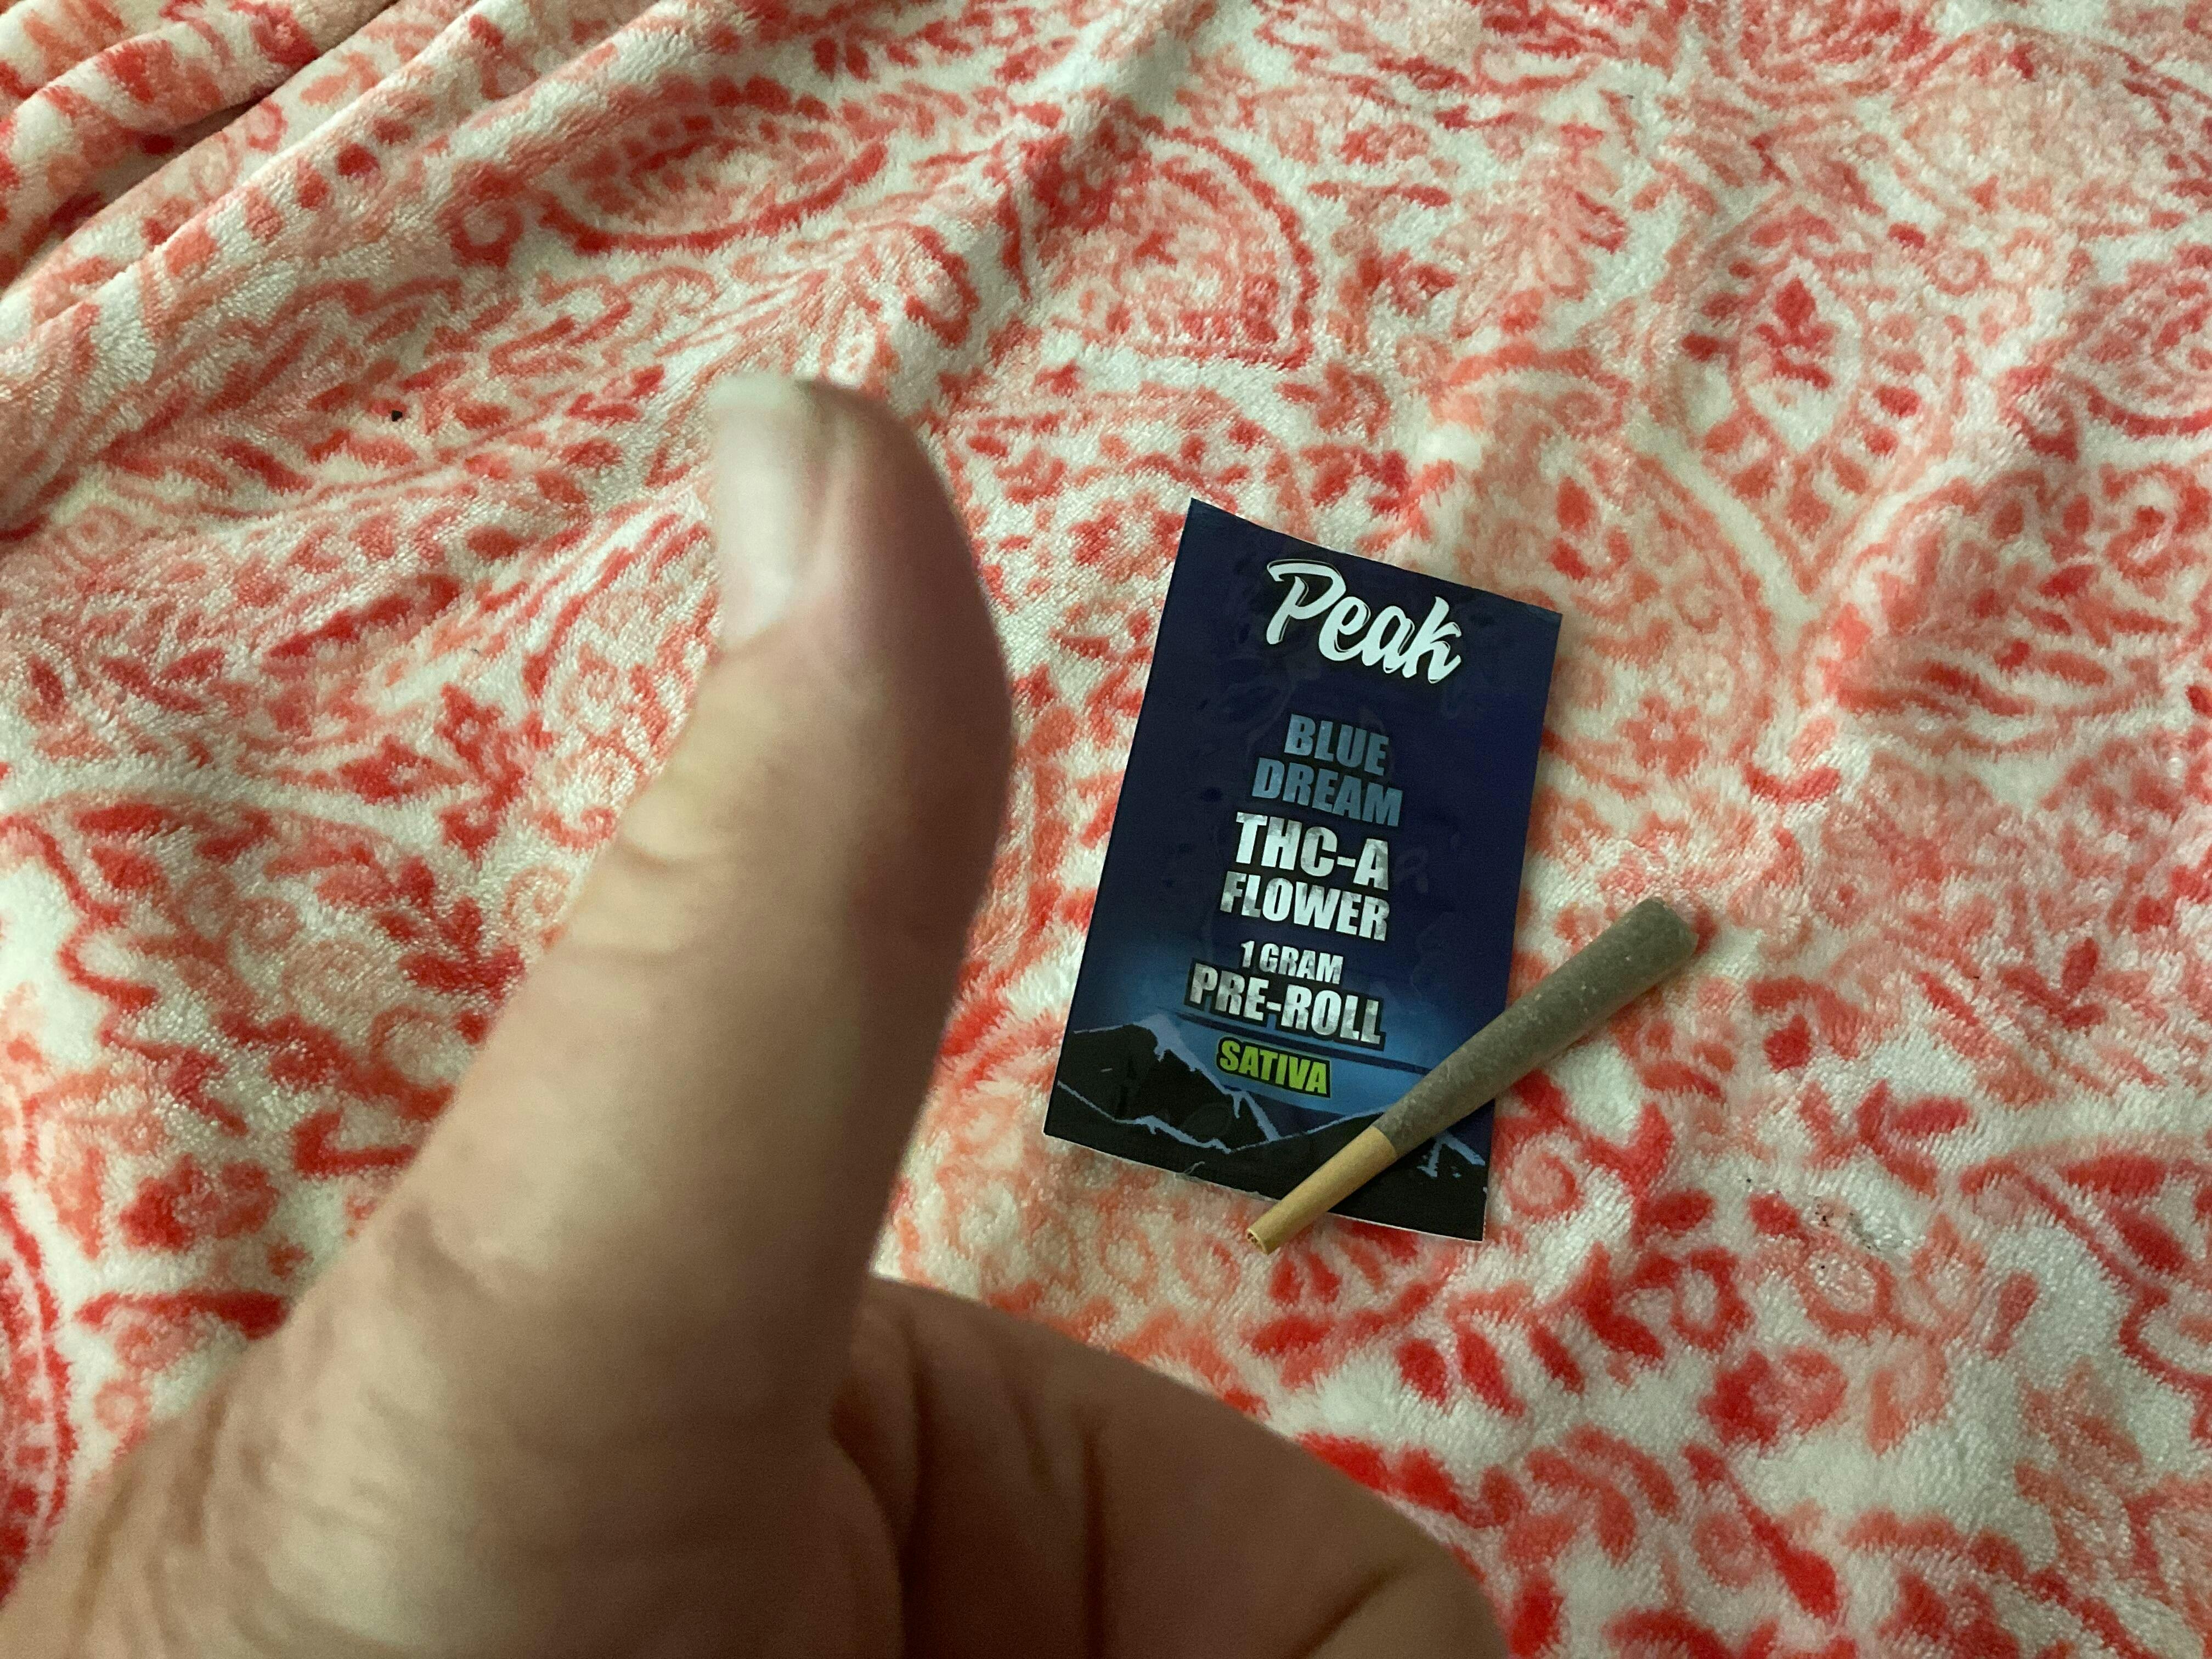 Peak
BLUE
DREAM
THC-A
FLOWER
1 GRAM
PRE-ROLL
SATIVA